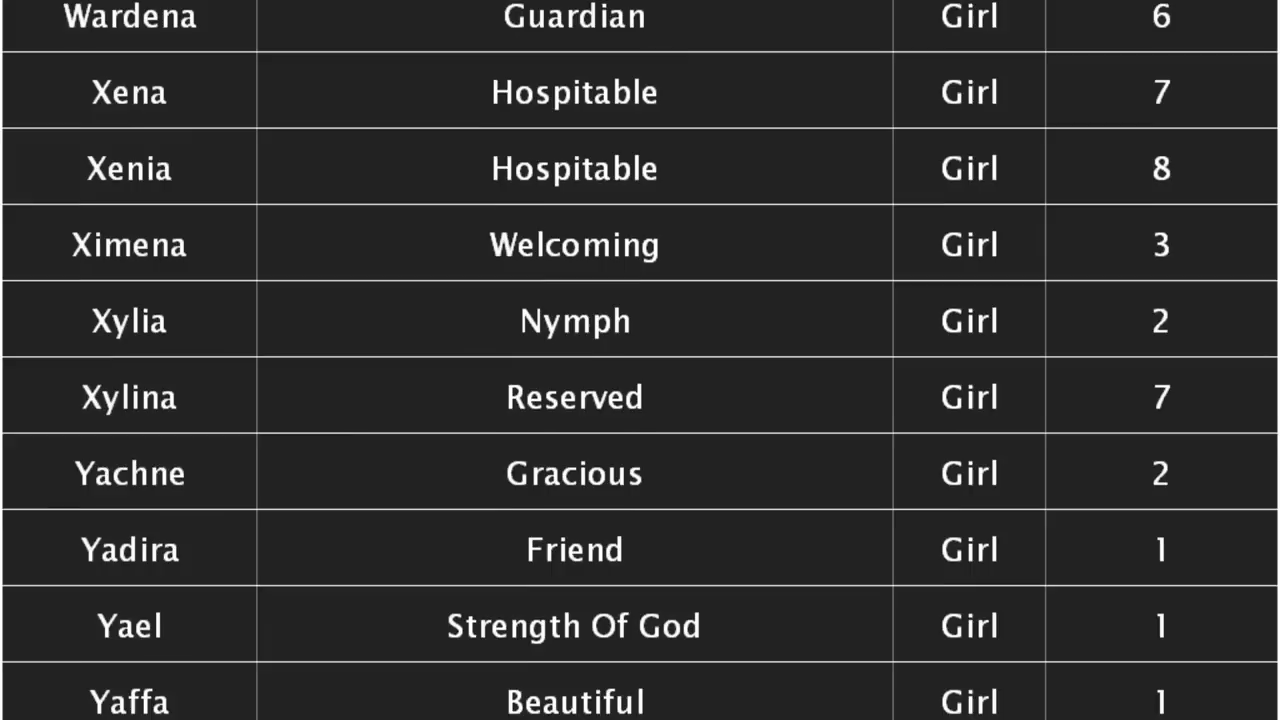 Wardena Guardian Girl 6
Xena Hospitable Girl 7
Xenia Hospitable Girl 8
Ximena Welcoming Girl 3
Xylia Nymph Girl 2
Xylina Reserved Girl 7
Yachne Gracious Girl 2
Yadira Friend Girl 1
Yael Strength Of God Girl 1
Yaffa Beautiful Girl 1